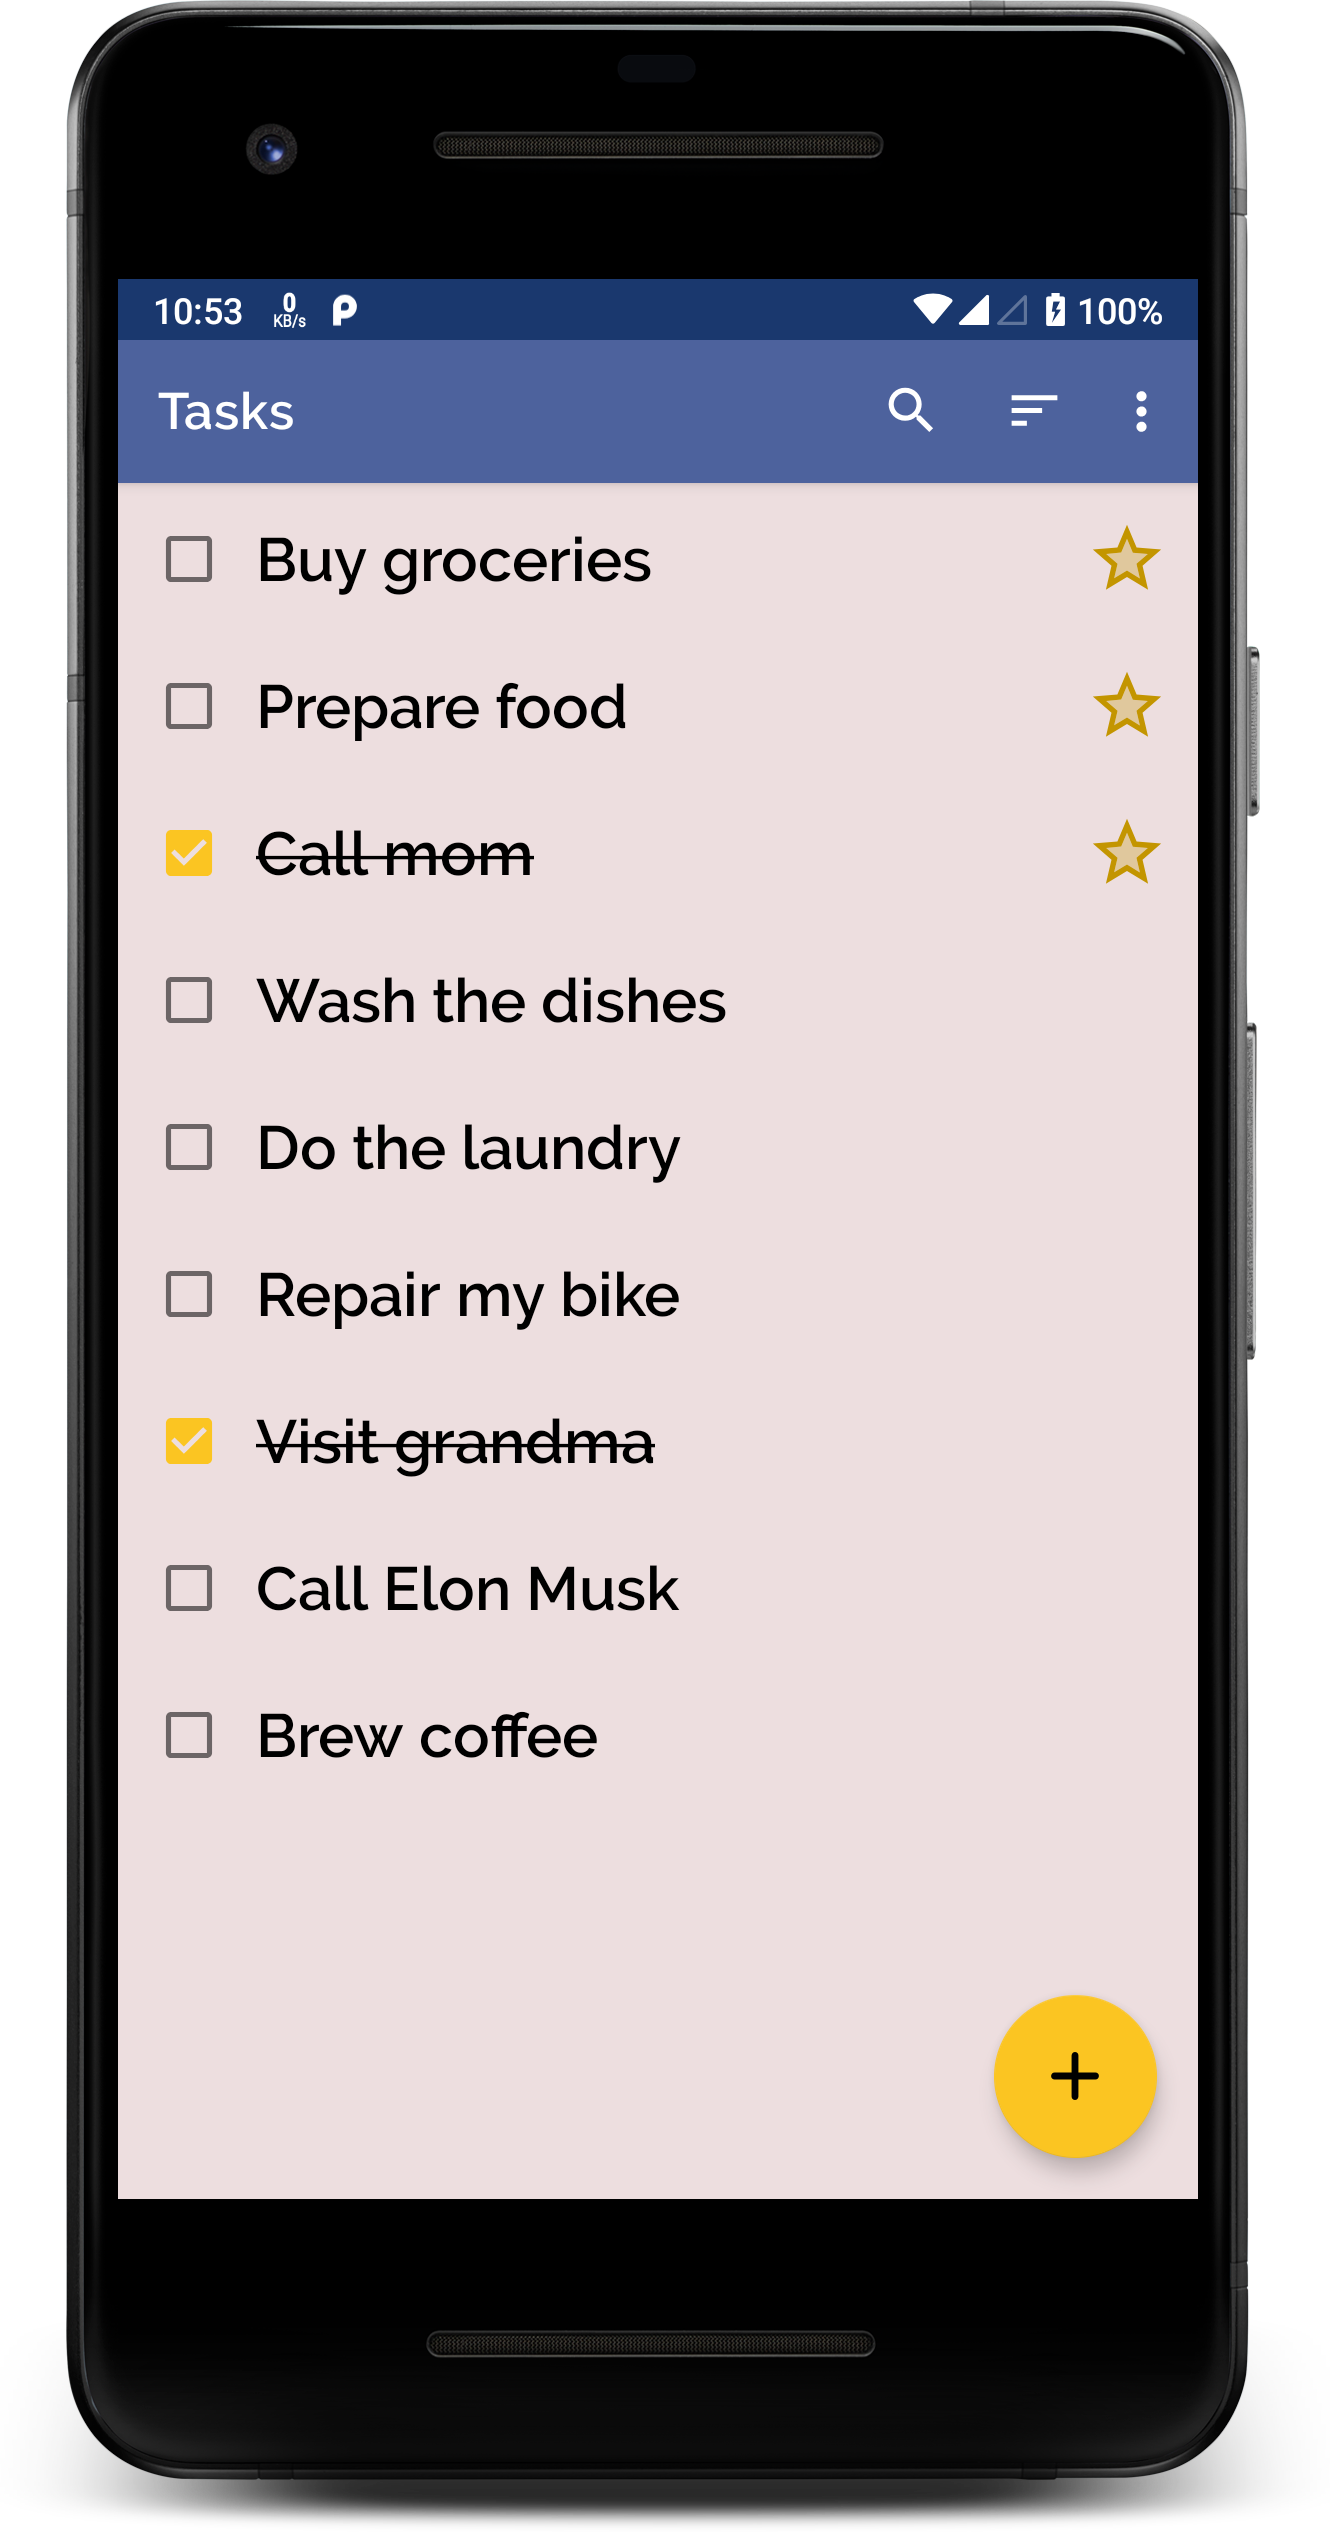 10:53 0 KB/s 100%
Tasks
Buy groceries
Prepare food
Call mom
Wash the dishes
Do the laundry
Repair my bike
Visit grandma
Call Elon Musk
Brew coffee